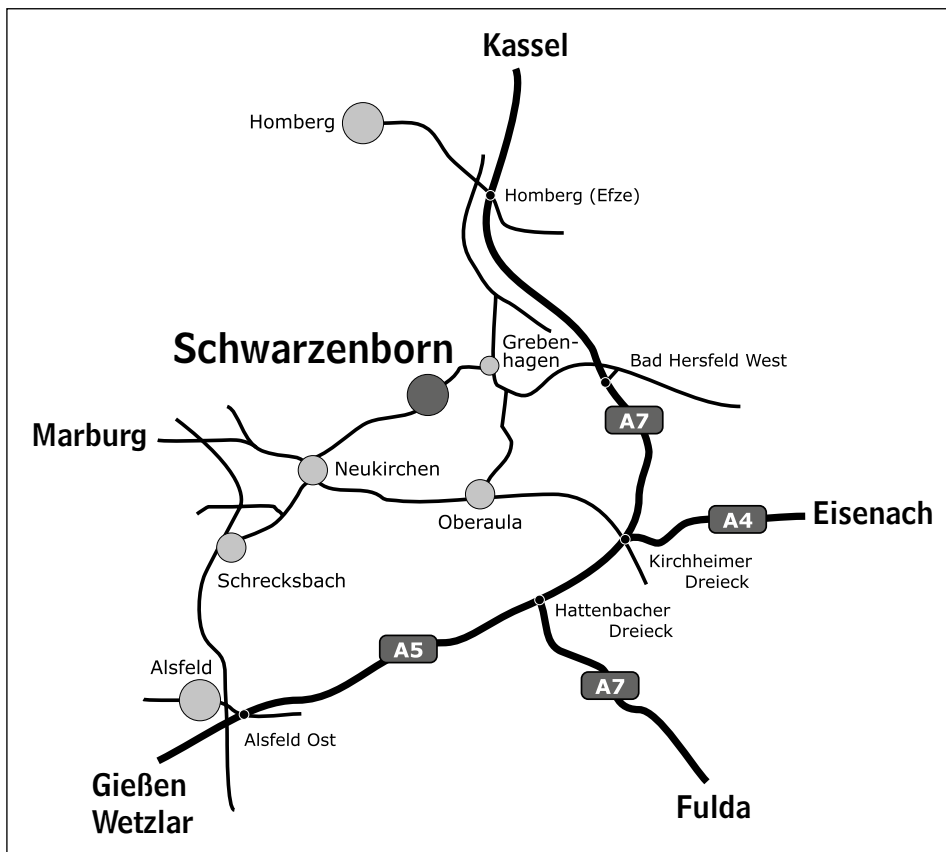 Kassel
Homberg
Homberg (Efze)
Schwarzenborn
Greben-
hagen
Bad Hersfeld West
A7
Marburg
Neukirchen
Oberaula
A4
Eisenach
Schrecksbach
Kirchheimer
Dreieck
Hattenbacher
Dreieck
A5
Alsfeld
A7
Alsfeld Ost
Gießen
Wetzlar
Fulda